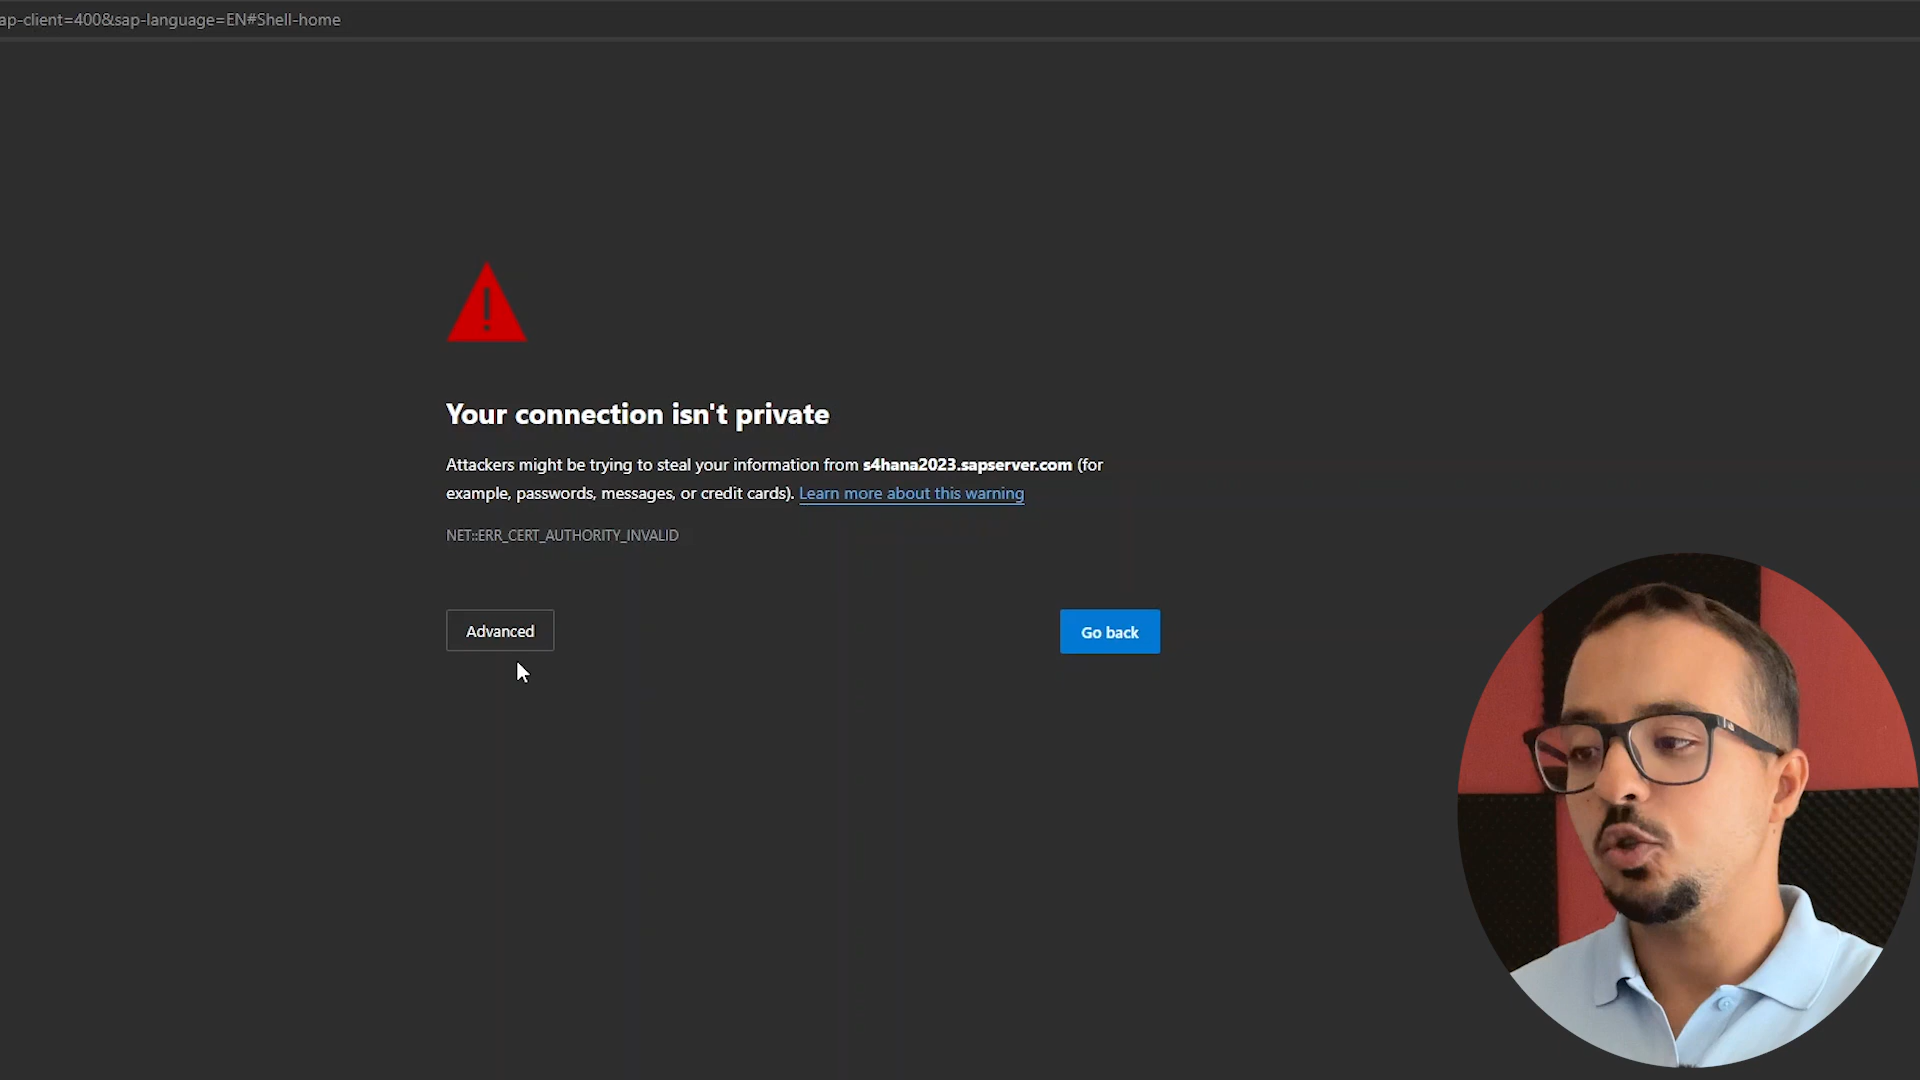 ap-client=400&sap-language=EN#Shell-home
Your connection isn't private
Attackers might be trying to steal your information from s4hana2023.sapserver.com (for
example, passwords, messages, or credit cards). Learn more about this warning
NET::ERR_CERT_AUTHORITY_INVALID
Advanced
Go back